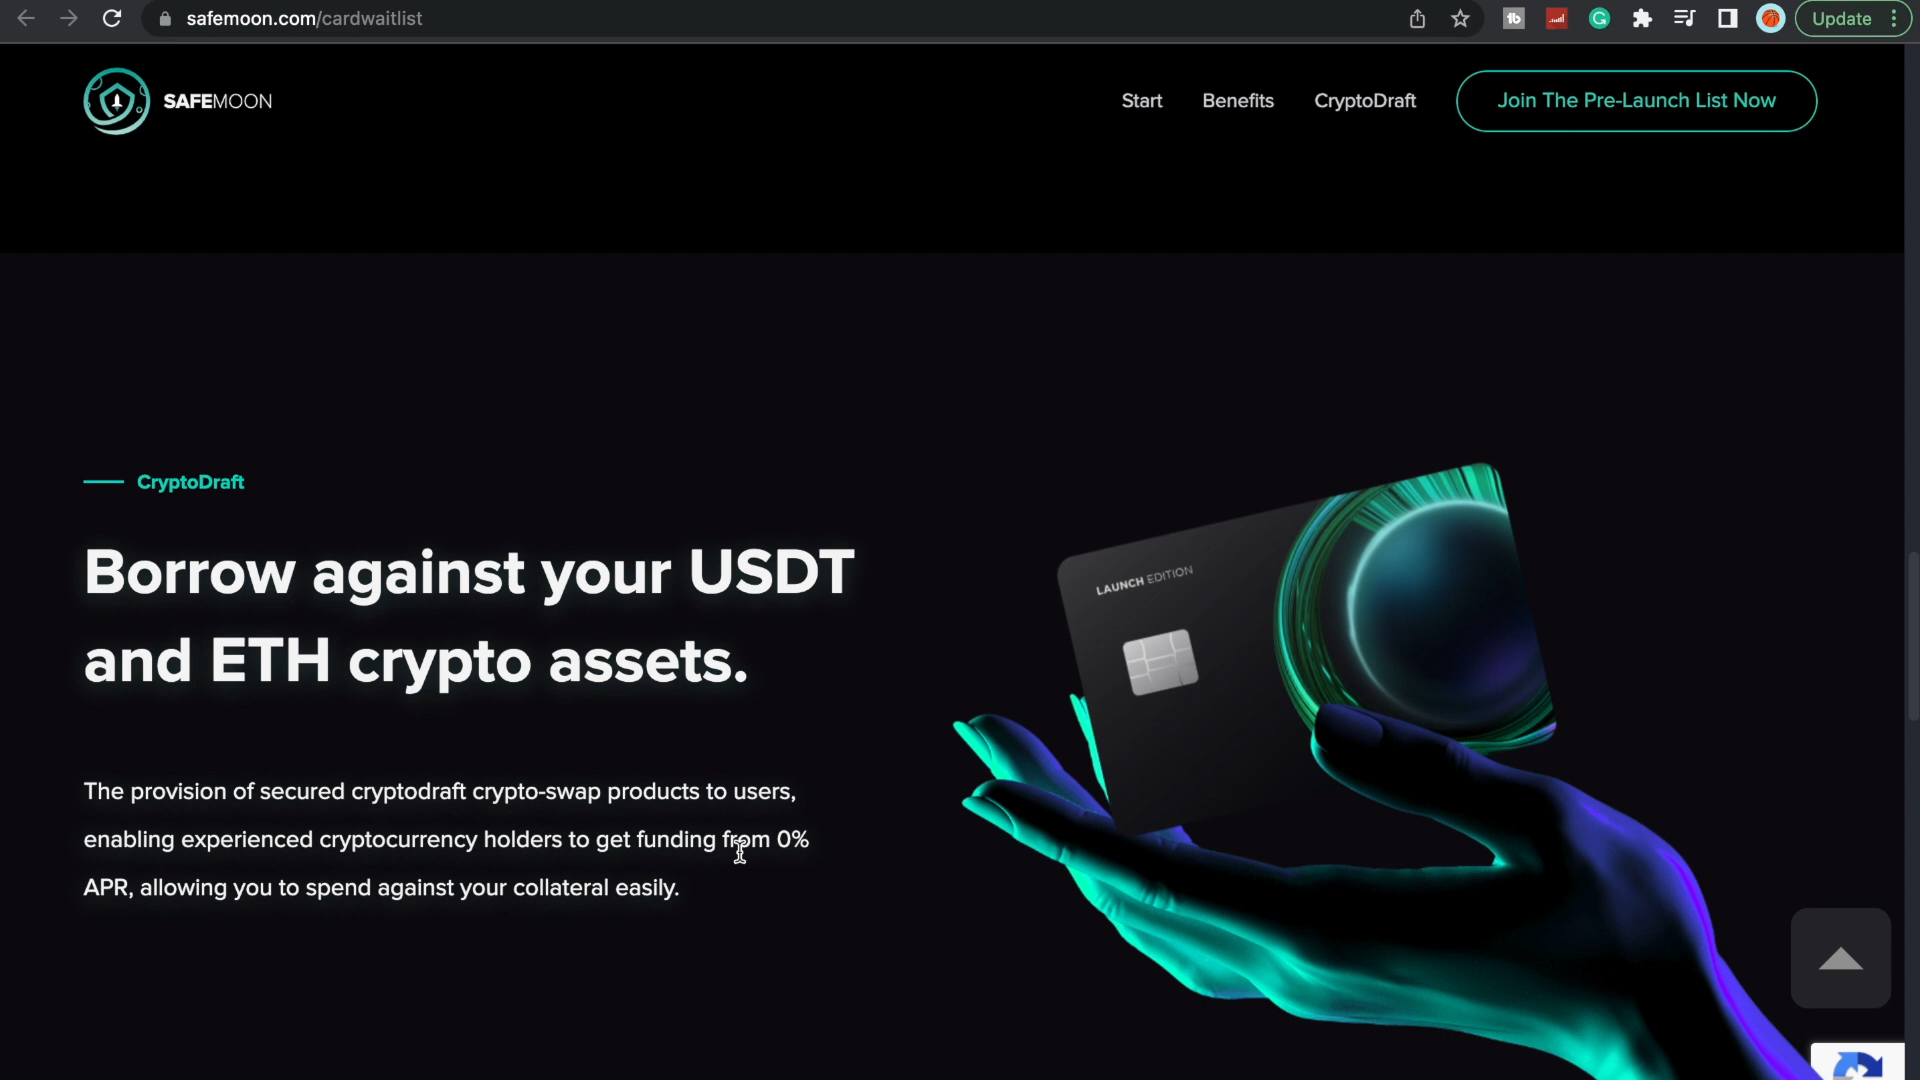 safemoon.com/cardwaitlist
tb
G
Update
SAFEMOON
Start
Benefits
CryptoDraft
Join The Pre-Launch List Now
CryptoDraft
Borrow against your USDT
and ETH crypto assets.
The provision of secured cryptodraft crypto-swap products to users,
enabling experienced cryptocurrency holders to get funding from 0%
APR, allowing you to spend against your collateral easily.
LAUNCH EDITION